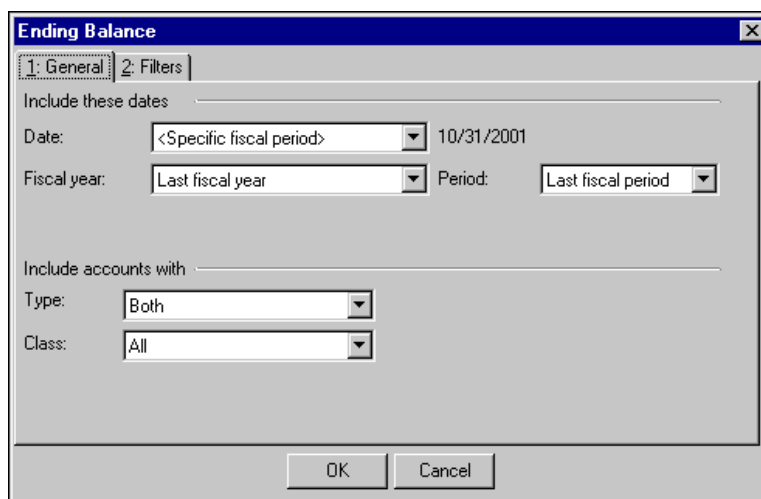 Ending Balance
1: General 2: Filters
Include these dates
Date: <Specific fiscal period> 10/31/2001
Fiscal year: Last fiscal year Period: Last fiscal period
Include accounts with
Type: Both
Class: All
OK Cancel